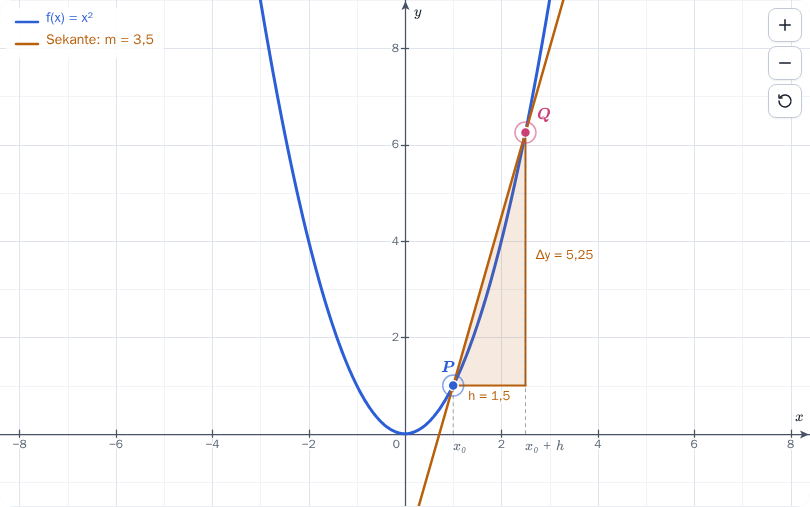 f(x) = x²
Sekante: m = 3,5
y
+
−
8
6
Q
4
Δy = 5,25
2
P
h = 1,5
x
−8 −6 −4 −2 0 2 4 6 8
x₀ x₀ + h